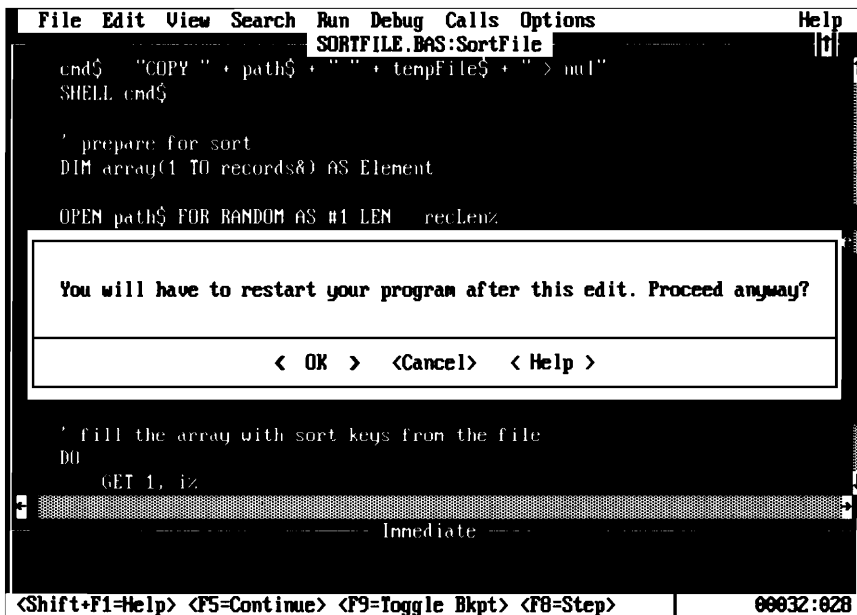 File Edit View Search Run Debug Calls Options Help
SORTFILE.BAS:SortFile
cmd$ "COPY " + path$ + " " + tempFile$ + " > nul"
SHELL cmd$
' prepare for sort
DIM array(1 TO records&) AS Element
OPEN path$ FOR RANDOM AS #1 LEN recLen%
You will have to restart your program after this edit. Proceed anyway?
< OK > <Cancel> < Help >
' fill the array with sort keys from the file
DO
GET 1, i%
Immediate
<Shift+F1=Help> <F5=Continue> <F9=Toggle Bkpt> <F8=Step> 00032:028